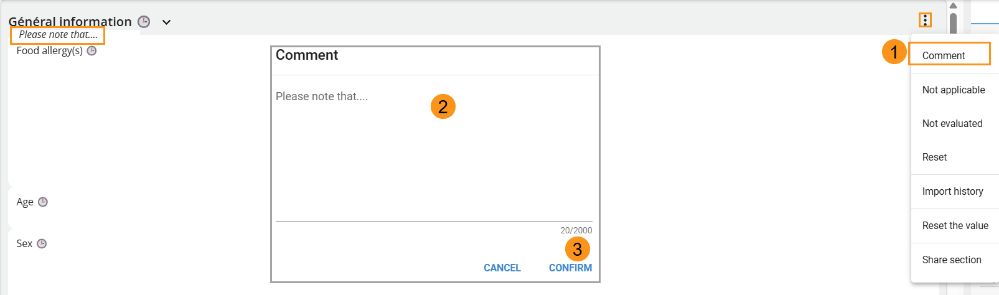 Général information
Please note that....
Food allergy(s)
Age
Sex
Comment
Please note that....
2
20/2000
3
CANCEL CONFIRM
1
Comment
Not applicable
Not evaluated
Reset
Import history
Reset the value
Share section